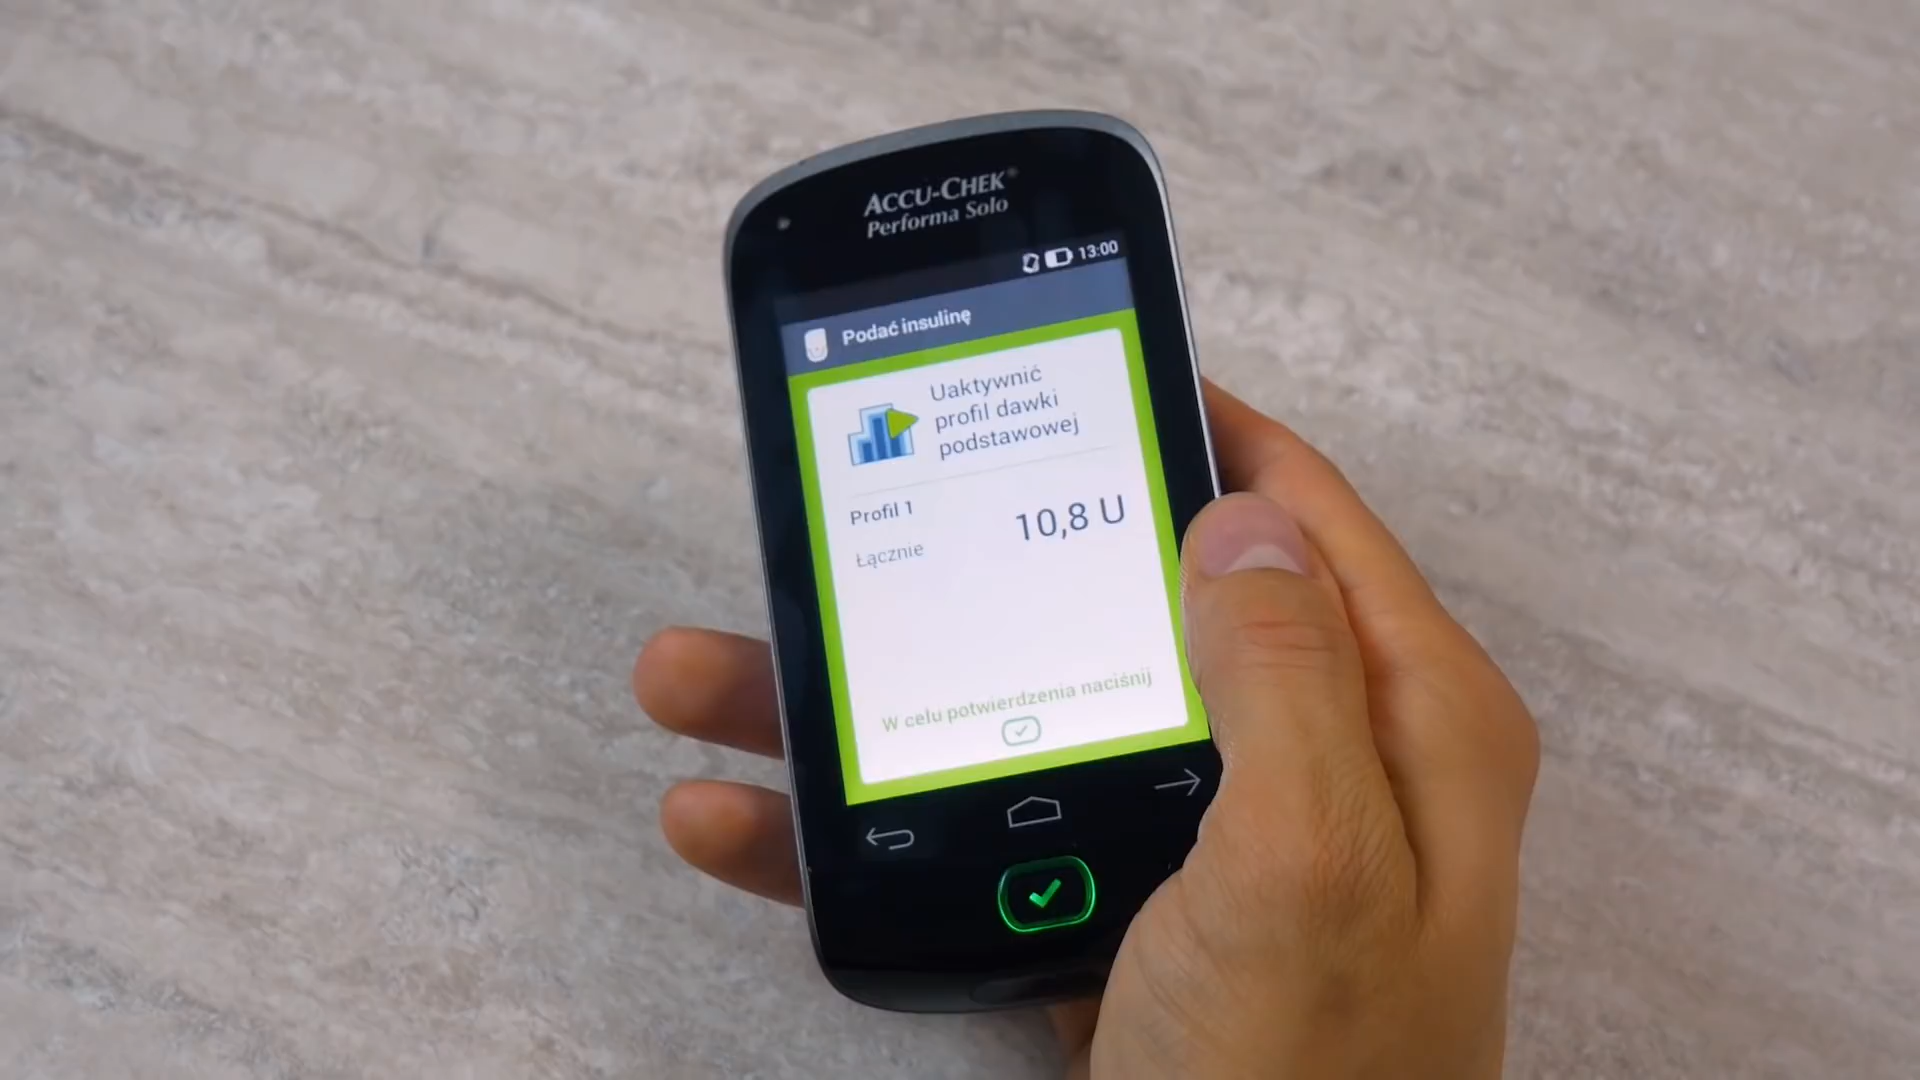 ACCU-CHEK®
Performa Solo
13:00
Podać insulinę
Uaktywnić
profil dawki
podstawowej
Profil 1
10,8 U
Łącznie
W celu potwierdzenia naciśnij